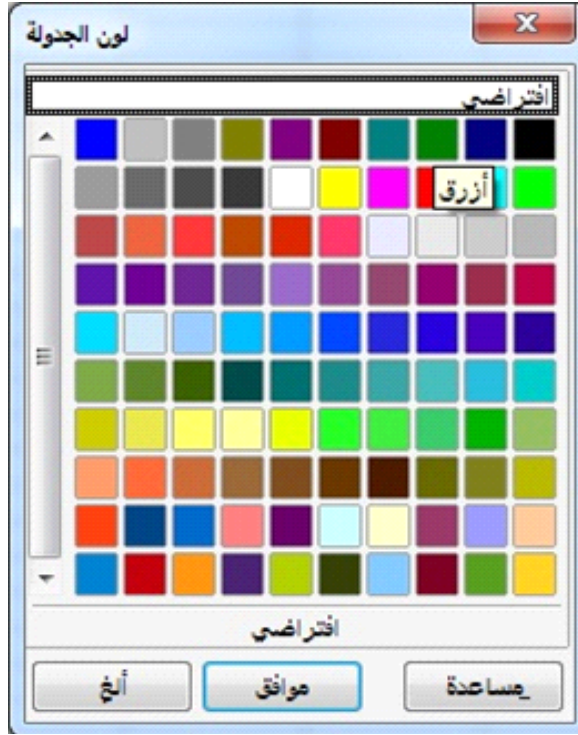 لون الجدولة
افتراضي
أزرق
افتراضي
مساعدة
موافق
ألغ